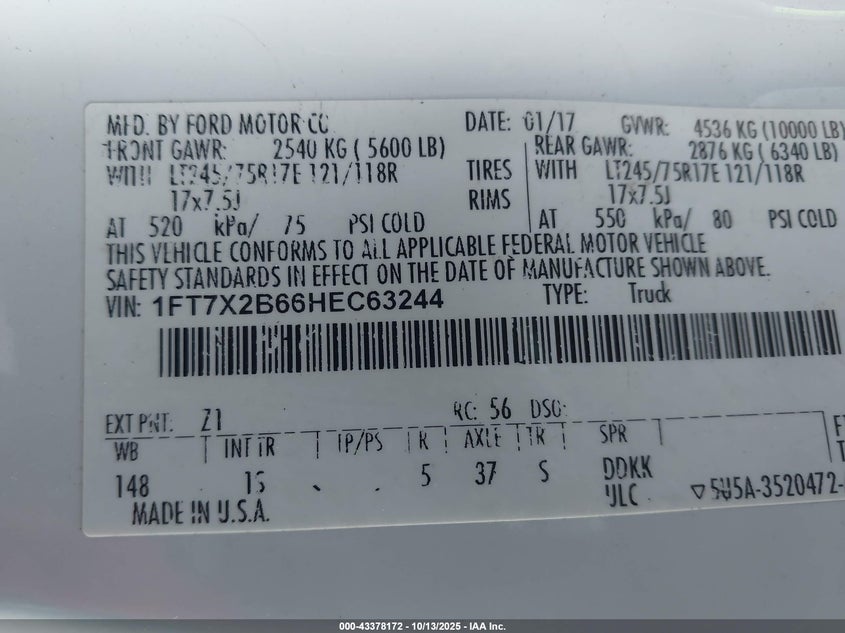 MFD. BY FORD MOTOR CO. DATE: 01/17 GVWR: 4536 KG (10000 LB)
FRONT GAWR: 2540 KG ( 5600 LB) REAR GAWR: 2876 KG ( 6340 LB)
WITH LT245/75R17E 121/118R TIRES WITH LT245/75R17E 121/118R
17x7.5J RIMS 17x7.5J
AT 520 kPa/ 75 PSI COLD AT 550 kPa/ 80 PSI COLD
THIS VEHICLE CONFORMS TO ALL APPLICABLE FEDERAL MOTOR VEHICLE
SAFETY STANDARDS IN EFFECT ON THE DATE OF MANUFACTURE SHOWN ABOVE.
VIN: 1FT7X2B66HEC63244 TYPE: Truck
EXT PNT: Z1 RC: 56 DSO:
WB INT TR TP/PS R AXLE TR SPR
148 5 37 S DDKK
MADE IN U.S.A. ULC ▽5U5A-3520472-
000-43378172 - 10/13/2025 - IAA Inc.